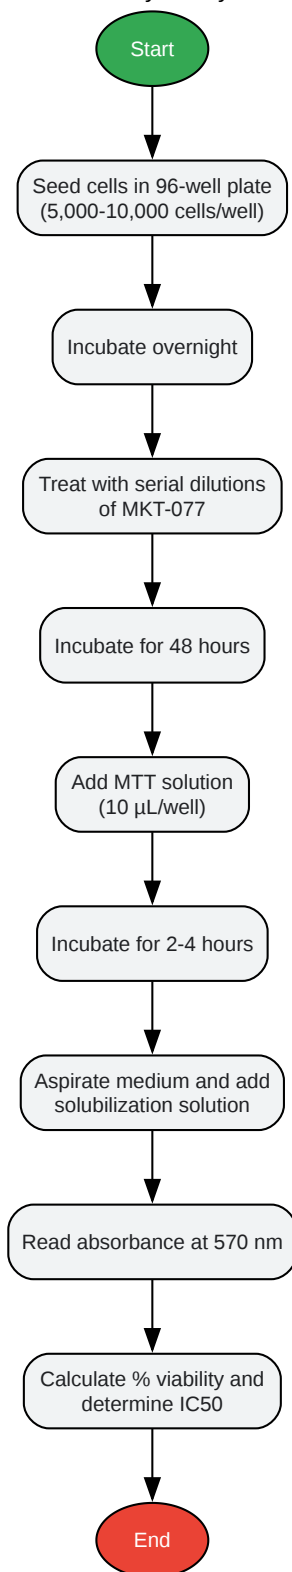 Start
Seed cells in 96-well plate
(5,000-10,000 cells/well)
Incubate overnight
Treat with serial dilutions
of MKT-077
Incubate for 48 hours
Add MTT solution
(10 µL/well)
Incubate for 2-4 hours
Aspirate medium and add
solubilization solution
Read absorbance at 570 nm
Calculate % viability and
determine IC50
End